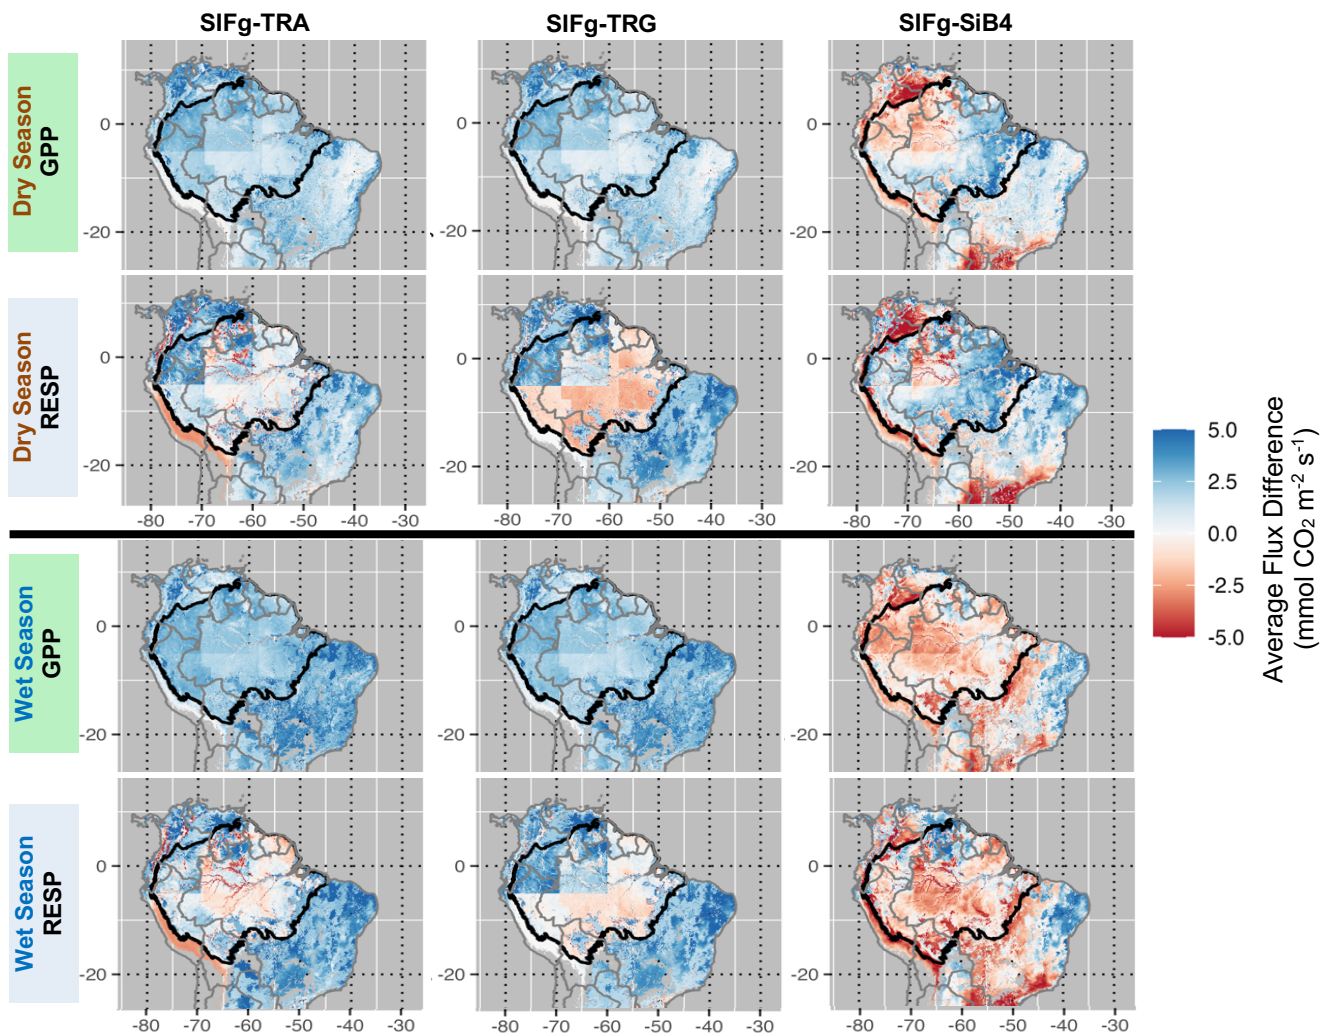 SIFg-TRA SIFg-TRG SIFg-SiB4
Dry Season
GPP
0 0 0
-20 -20 -20
Dry Season
RESP
0 0 0
-20 -20 -20
-80 -70 -60 -50 -40 -30 -80 -70 -60 -50 -40 -30 -80 -70 -60 -50 -40 -30
5.0
2.5
0.0
-2.5
-5.0
Average Flux Difference
(mmol CO₂ m⁻² s⁻¹)
Wet Season
GPP
0 0 0
-20 -20 -20
Wet Season
RESP
0 0 0
-20 -20 -20
-80 -70 -60 -50 -40 -30 -80 -70 -60 -50 -40 -30 -80 -70 -60 -50 -40 -30